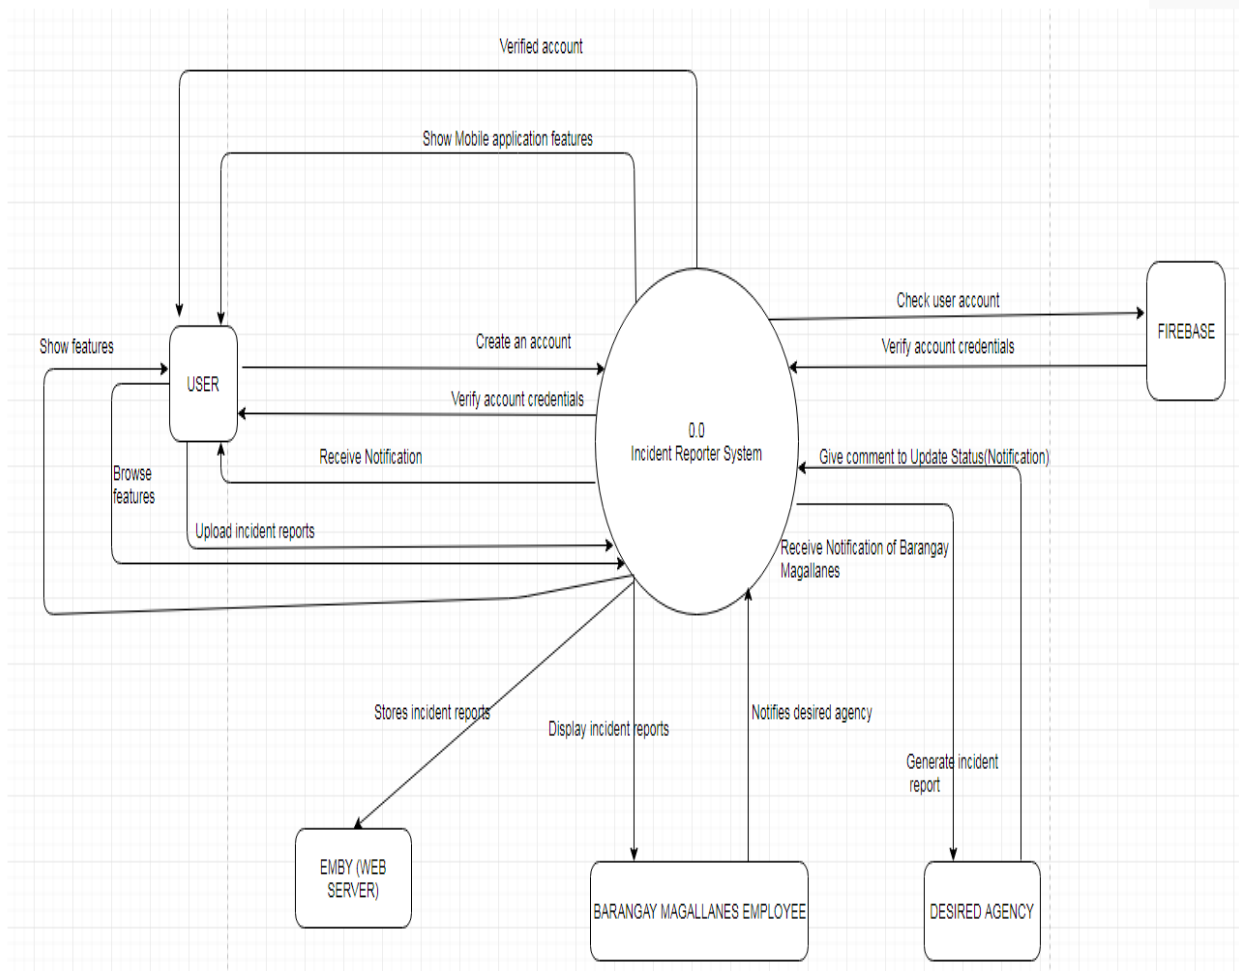 Verified account
Show Mobile application features
Check user account
FIREBASE
Show features
Create an account
Verify account credentials
USER
Verify account credentials
0.0
Incident Reporter System
Receive Notification
Give comment to Update Status(Notification)
Browse
features
Upload incident reports
Receive Notification of Barangay
Magallanes
Stores incident reports
Display incident reports
Notifies desired agency
Generate incident
report
EMBY (WEB
SERVER)
BARANGAY MAGALLANES EMPLOYEE
DESIRED AGENCY